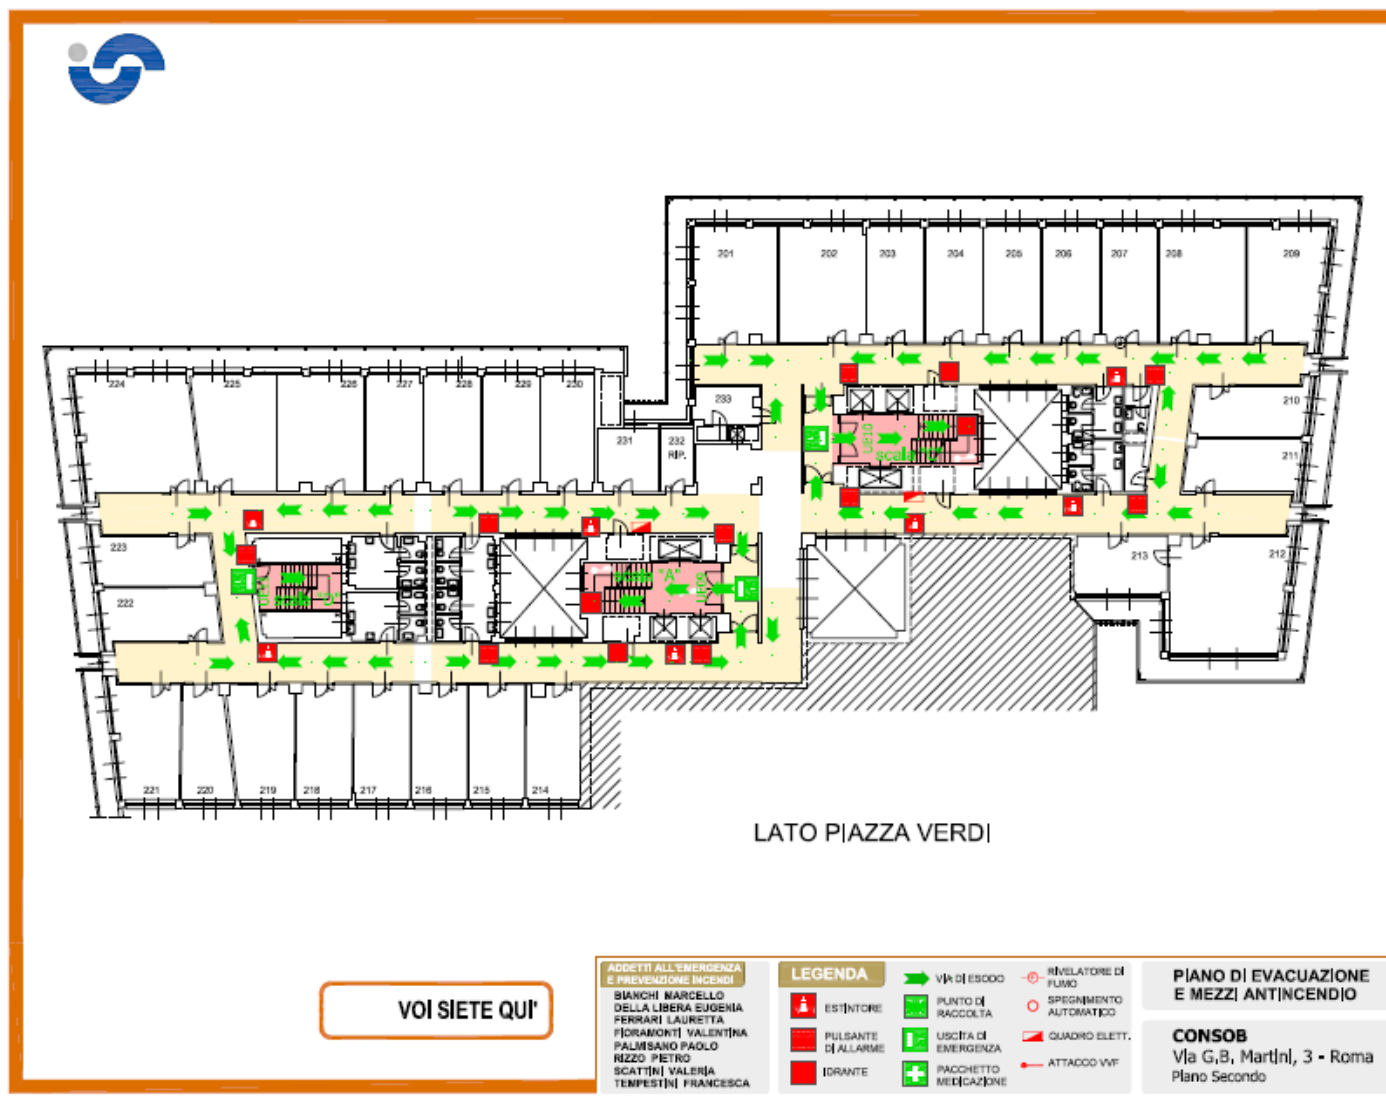 201
202
203
204
205
206
207
208
209
224
225
226
227
228
229
230
233
231
232
RIP.
210
211
UE10
scala "C"
223
222
scala "D"
scala "A"
213
212
221
220
219
218
217
216
215
214
LATO PIAZZA VERDI
VOI SIETE QUI'
ADDETTI ALL'EMERGENZA
E PREVENZIONE INCENDI
BIANCHI MARCELLO
DELLA LIBERA EUGENIA
FERRARI LAURETTA
FIORAMONTI VALENTINA
PALMISANO PAOLO
RIZZO PIETRO
SCATTINI VALERIA
TEMPESTINI FRANCESCA
LEGENDA
ESTINTORE
PULSANTE
DI ALLARME
IDRANTE
VIA DI ESODO
PUNTO DI
RACCOLTA
USCITA DI
EMERGENZA
PACCHETTO
MEDICAZIONE
RIVELATORE DI
FUMO
SPEGNIMENTO
AUTOMATICO
QUADRO ELETT.
ATTACCO VVF
PIANO DI EVACUAZIONE
E MEZZI ANTINCENDIO
CONSOB
Via G.B. Martini, 3 - Roma
Piano Secondo